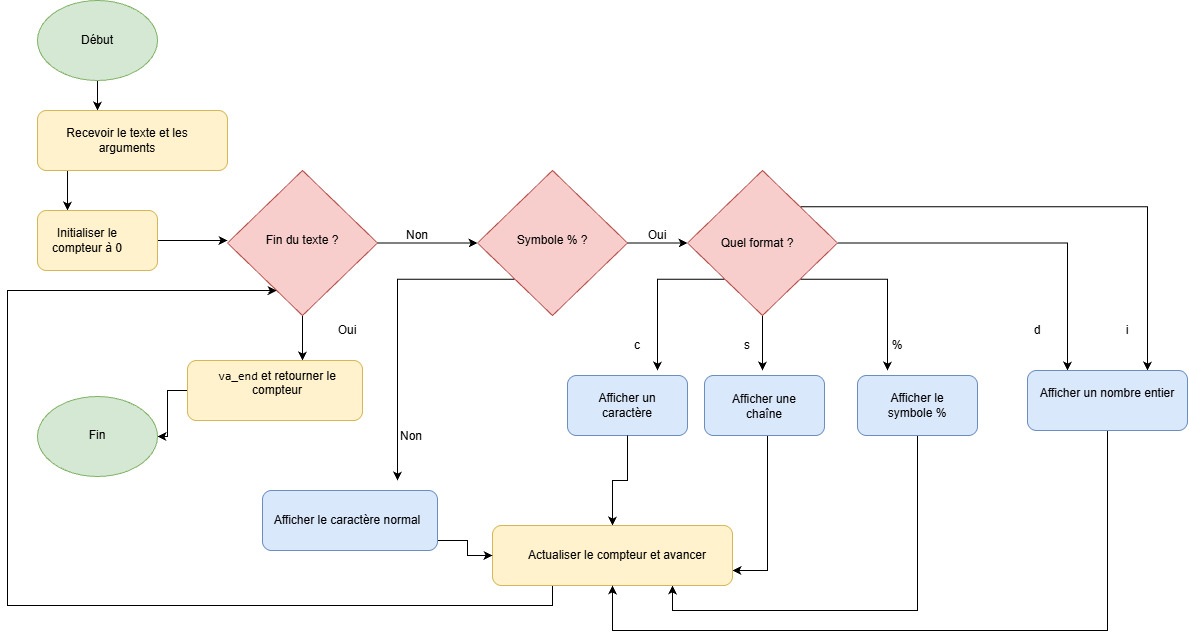 Début
Recevoir le texte et les
arguments
Initialiser le
compteur à 0
Fin du texte ?
Non
Symbole % ?
Oui
Quel format ?
Oui
c
s
%
d
i
va_end et retourner le
compteur
Afficher un
caractère
Afficher une
chaîne
Afficher le
symbole %
Afficher un nombre entier
Fin
Non
Afficher le caractère normal
Actualiser le compteur et avancer